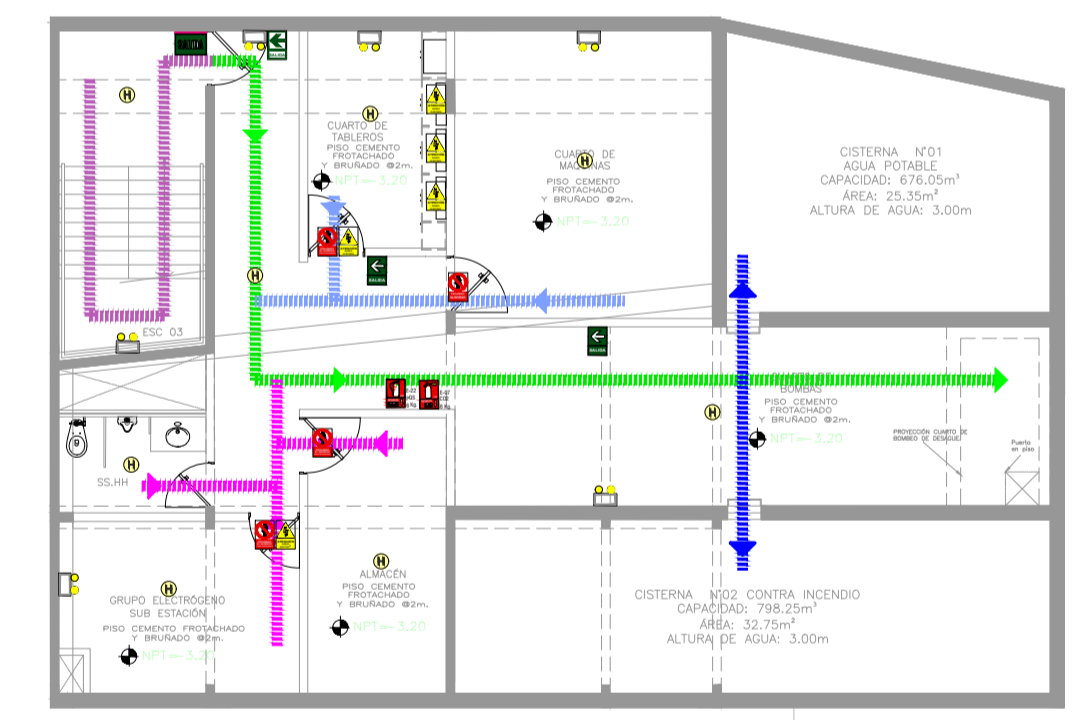 SALIDA
SALIDA
H
H
CUARTO DE
TABLEROS
PISO CEMENTO
FROTACHADO
Y BRUÑADO @2m.
NPT=-3.20
H
CUARTO DE
MAQUINAS
PISO CEMENTO
FROTACHADO
Y BRUÑADO @2m.
NPT=-3.20
CISTERNA N°01
AGUA POTABLE
CAPACIDAD: 676.05m³
ÁREA: 25.35m²
ALTURA DE AGUA: 3.00m
H
SALIDA
ESC 03
SALIDA
CUARTO DE
BOMBAS
PISO CEMENTO
FROTACHADO
Y BRUÑADO @2m.
NPT=-3.20
H
PROYECCIÓN CUARTO DE
BOMBEO DE DESAGUE
Puerta
en piso
H
SS.HH
H
GRUPO ELECTRÓGENO
SUB ESTACIÓN
PISO CEMENTO FROTACHADO
Y BRUÑADO @2m.
NPT=-3.20
H
ALMACÉN
PISO CEMENTO
FROTACHADO
Y BRUÑADO @2m.
NPT=-3.20
CISTERNA N°02 CONTRA INCENDIO
CAPACIDAD: 798.25m³
ÁREA: 32.75m²
ALTURA DE AGUA: 3.00m